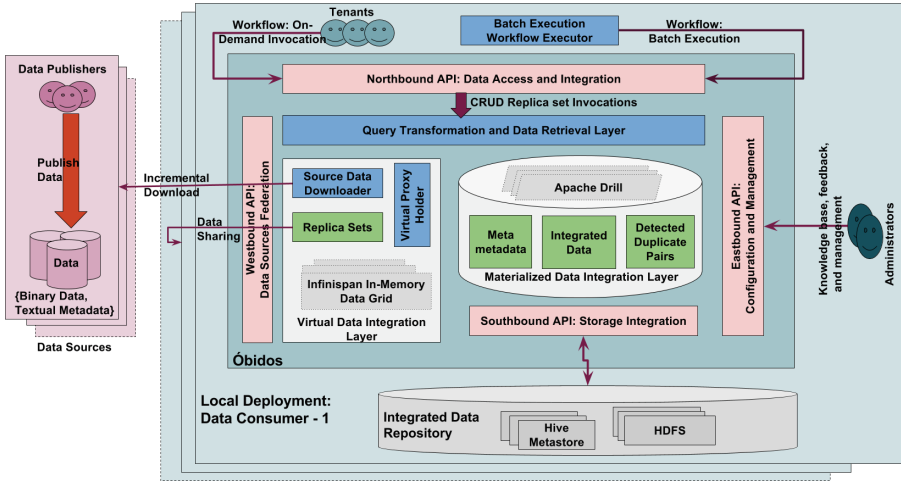 Tenants
Workflow: On-
Demand Invocation
Batch Execution
Workflow Executor
Workflow:
Batch Execution
Data Publishers
Publish
Data
Data
{Binary Data,
Textual Metadata}
Data Sources
Incremental
Download
Data
Sharing
Northbound API: Data Access and Integration
CRUD Replica set Invocations
Query Transformation and Data Retrieval Layer
Westbound API:
Data Sources Federation
Source Data
Downloader
Virtual Proxy
Holder
Replica Sets
Infinispan In-Memory
Data Grid
Virtual Data Integration
Layer
Apache Drill
Meta
metadata
Integrated
Data
Detected
Duplicate
Pairs
Materialized Data Integration Layer
Southbound API: Storage Integration
Eastbound API:
Configuration and Management
Knowledge base, feedback,
and management
Administrators
Óbidos
Local Deployment:
Data Consumer - 1
Integrated Data
Repository
Hive
Metastore
HDFS